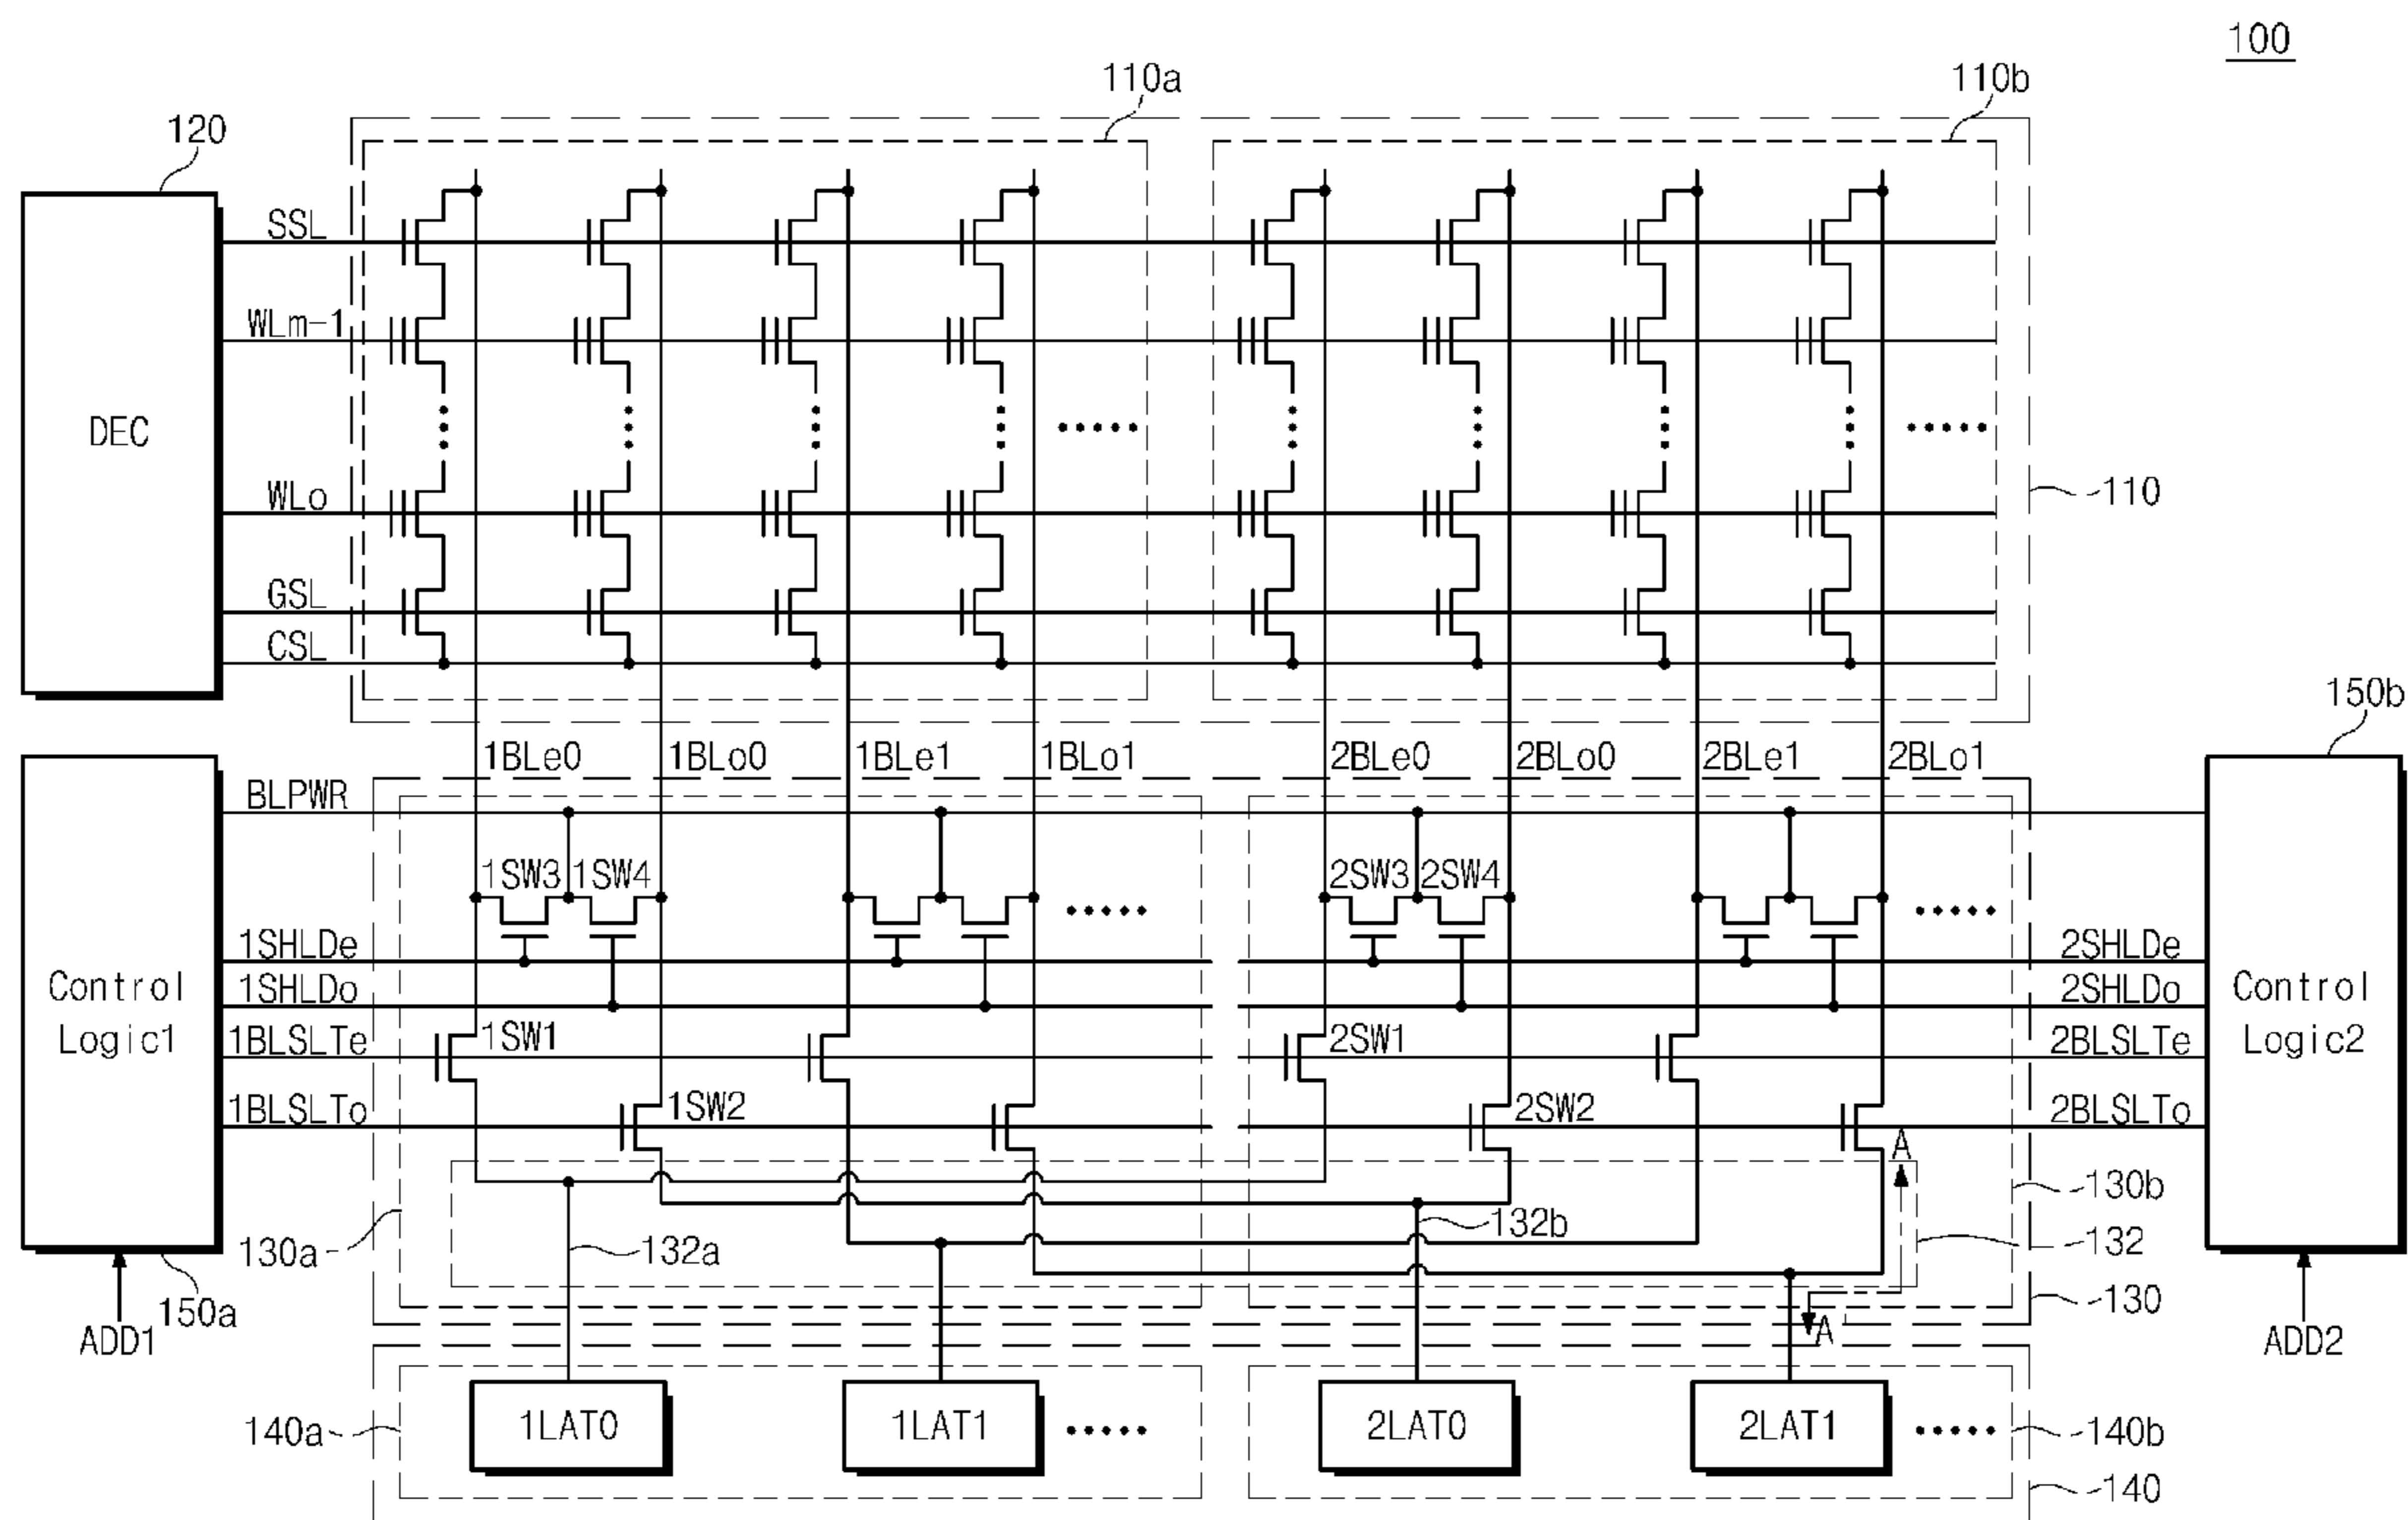 100
110a
110b
120
SSL
WLm-1
DEC
WLo
110
GSL
CSL
150b
1BLe0
1BLo0
1BLe1
1BLo1
2BLe0
2BLo0
2BLe1
2BLo1
BLPWR
1SW3
1SW4
2SW3
2SW4
1SHLDe
2SHLDe
Control
Logic1
1SHLDo
2SHLDo
Control
Logic2
1BLSLTe
1SW1
2SW1
2BLSLTe
1BLSLTo
1SW2
2SW2
2BLSLTo
A
130b
132b
132
130a
132a
150a
130
ADD1
A
ADD2
1LAT0
1LAT1
2LAT0
2LAT1
140a
140b
140